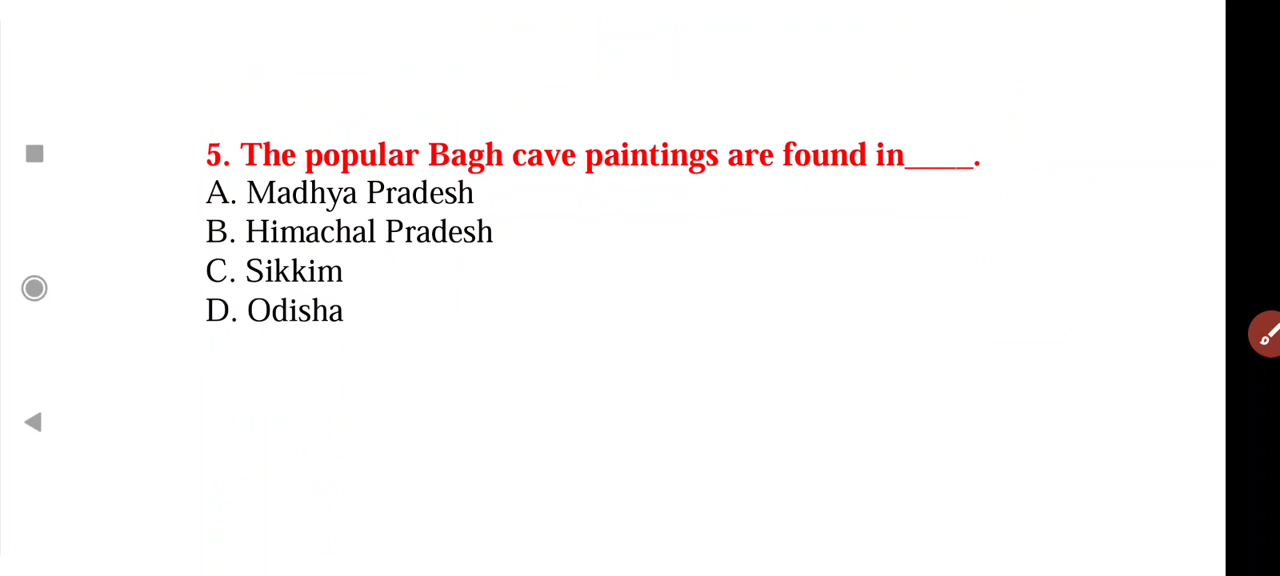 5. The popular Bagh cave paintings are found in____.
A. Madhya Pradesh
B. Himachal Pradesh
C. Sikkim
D. Odisha